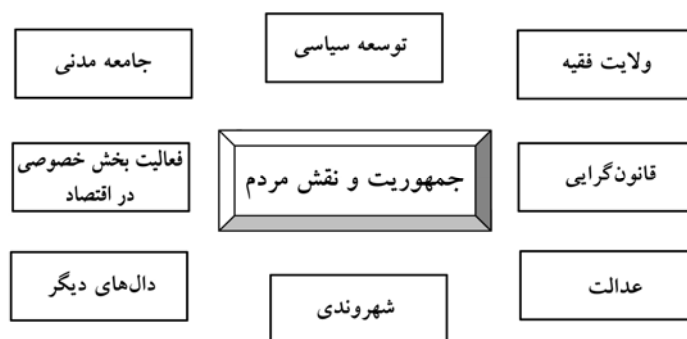 ولایت فقیه
توسعه سیاسی
جامعه مدنی
قانون‌گرایی
جمهوریت و نقش مردم
فعالیت بخش خصوصی
در اقتصاد
عدالت
شهروندی
دال‌های دیگر